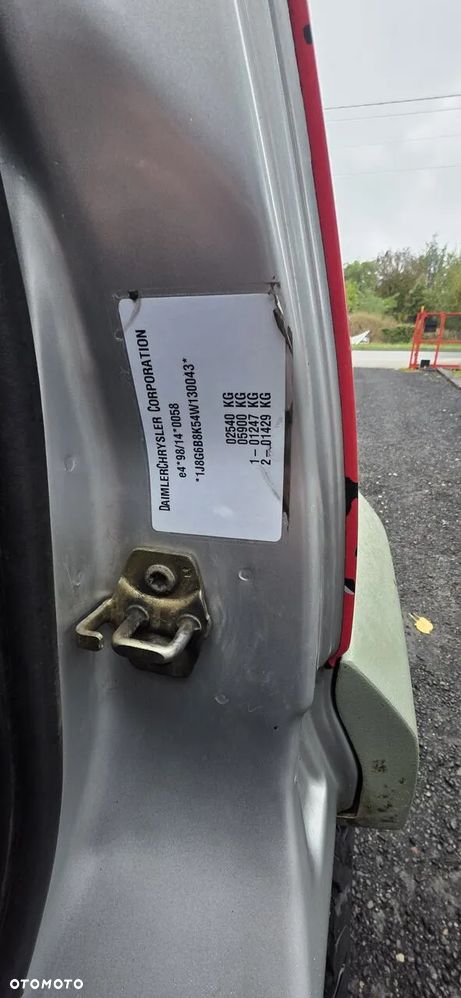 DAIMLERCHRYSLER CORPORATION
e4*98/14*0058
*1J8G6B8K54W130043*
02540 KG
05900 KG
1– 01247 KG
2– 01429 KG
OTOMOTO